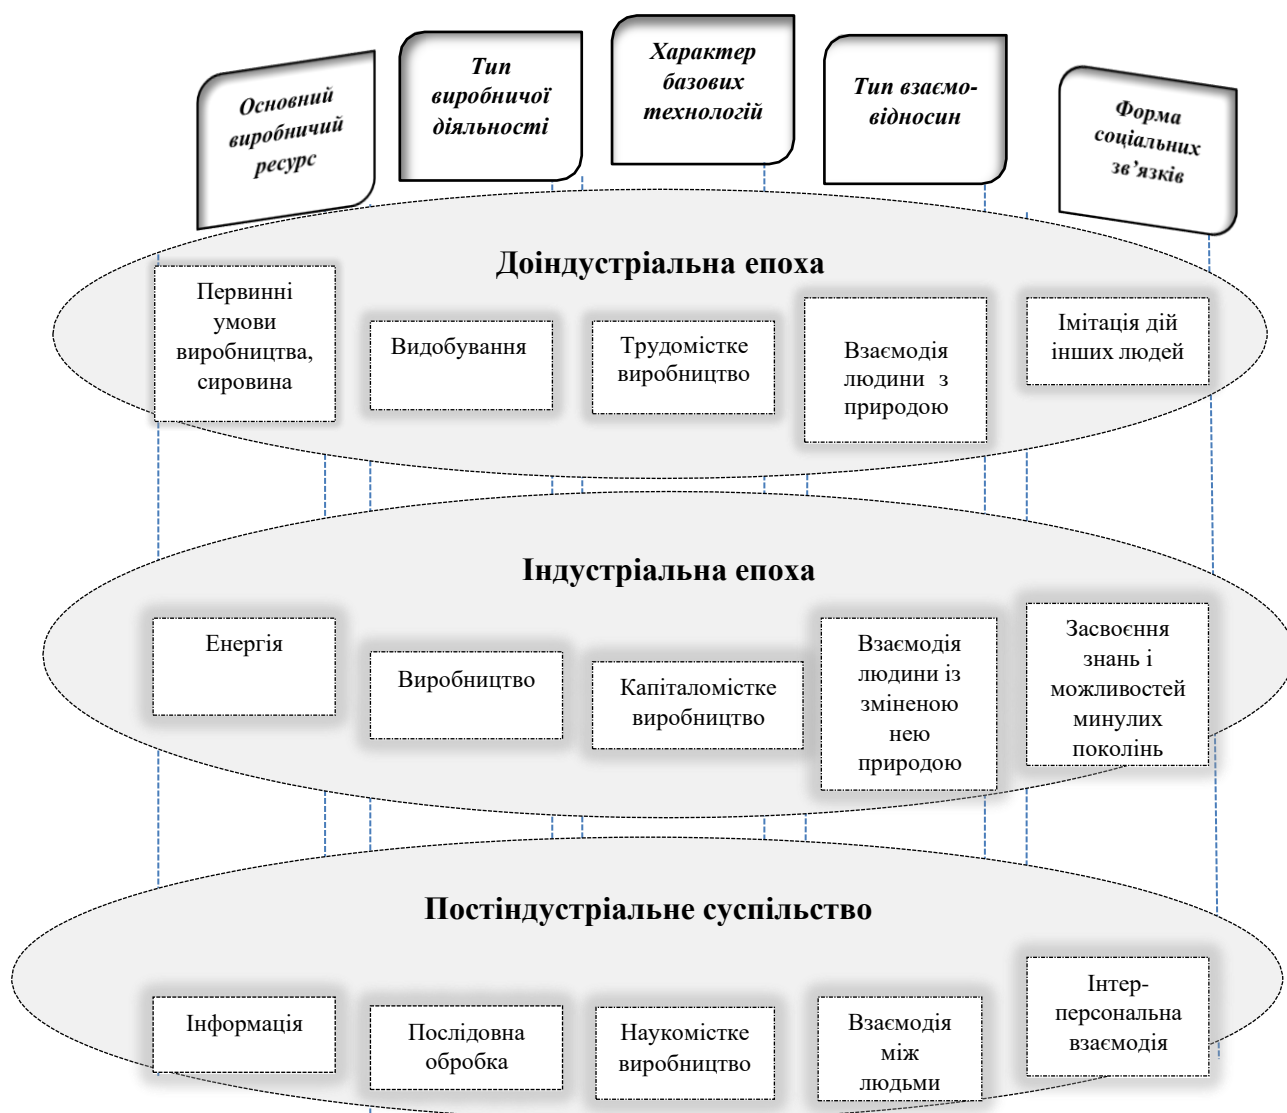 Основний
виробничий
ресурс
Тип
виробничої
діяльності
Характер
базових
технологій
Тип взаємо-
відносин
Форма
соціальних
зв’язків
Доіндустріальна епоха
Первинні
умови
виробництва,
сировина
Видобування
Трудомістке
виробництво
Взаємодія
людини з
природою
Імітація дій
інших людей
Індустріальна епоха
Енергія
Виробництво
Капіталомістке
виробництво
Взаємодія
людини із
зміненою
нею
природою
Засвоєння
знань і
можливостей
минулих
поколінь
Постіндустріальне суспільство
Інформація
Послідовна
обробка
Наукомістке
виробництво
Взаємодія
між
людьми
Інтер-
персональна
взаємодія